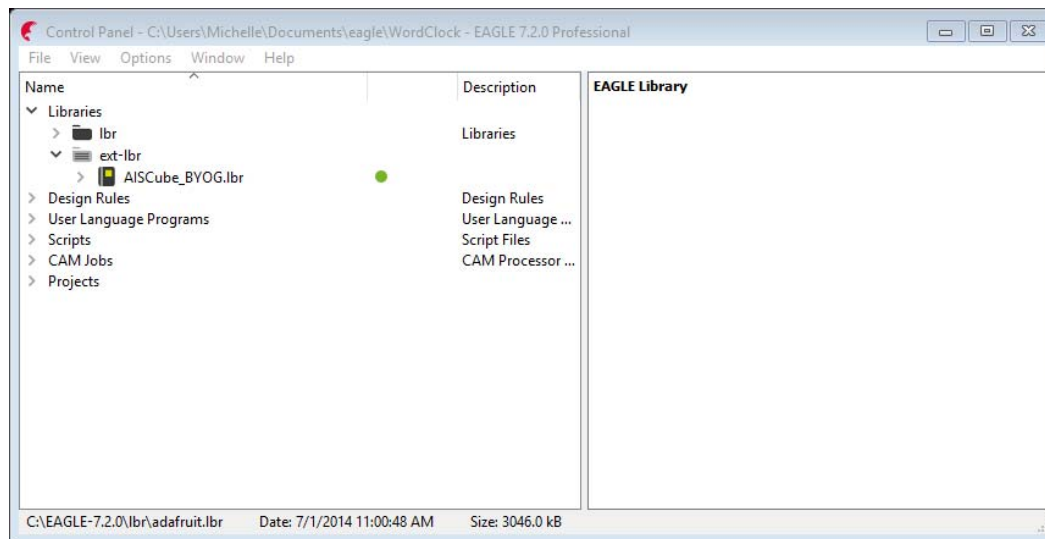 Control Panel - C:\Users\Michelle\Documents\eagle\WordClock - EAGLE 7.2.0 Professional
File View Options Window Help
Name Description EAGLE Library
Libraries
lbr Libraries
ext-lbr
AISCube_BYOG.lbr
Design Rules Design Rules
User Language Programs User Language ...
Scripts Script Files
CAM Jobs CAM Processor ...
Projects
C:\EAGLE-7.2.0\lbr\adafruit.lbr Date: 7/1/2014 11:00:48 AM Size: 3046.0 kB